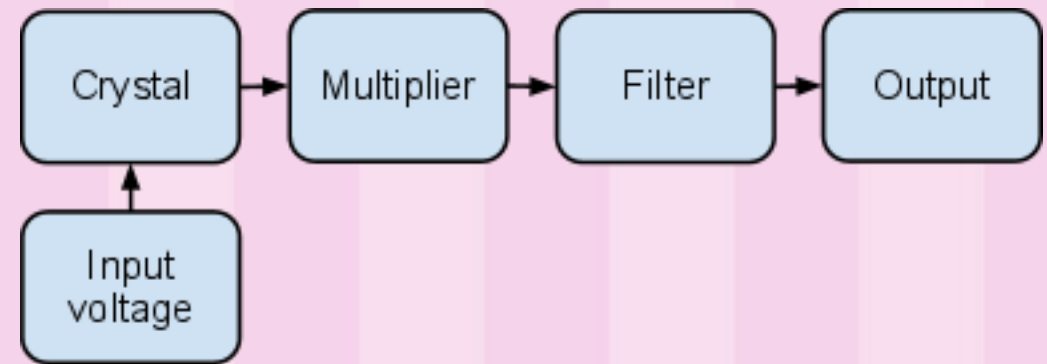 Crystal
Multiplier
Filter
Output
Input
voltage